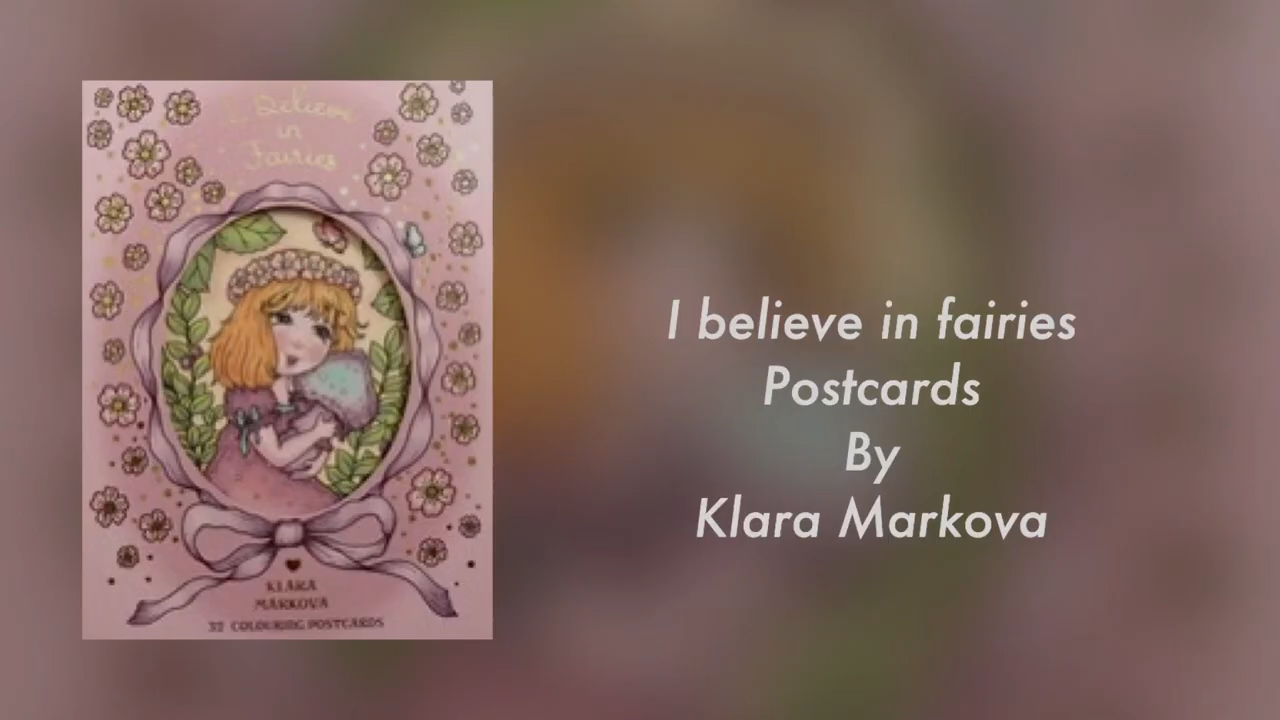 I Believe
in
Fairies
KLARA
MARKOVA
32 COLOURING POSTCARDS
I believe in fairies
Postcards
By
Klara Markova